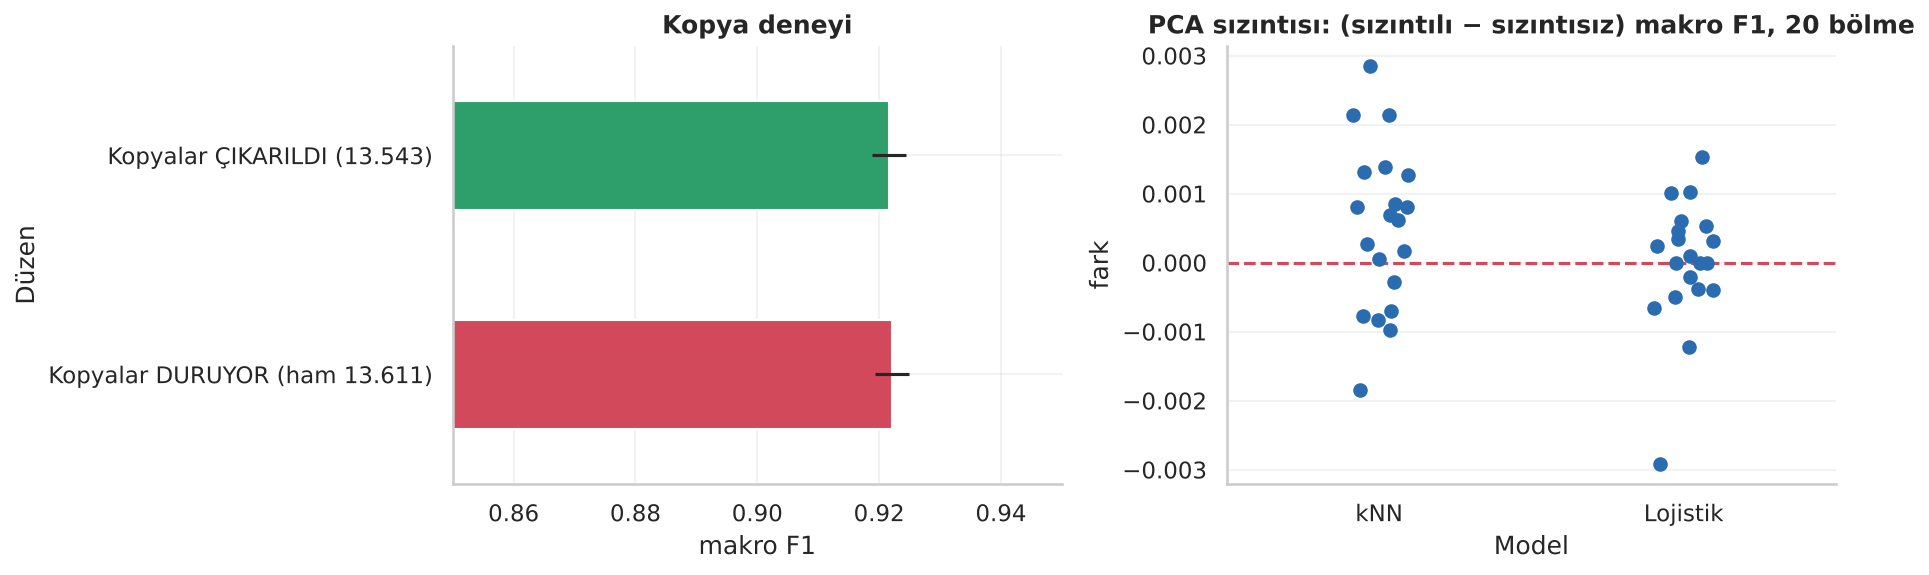 Kopya deneyi
Düzen
Kopyalar ÇIKARILDI (13.543)
Kopyalar DURUYOR (ham 13.611)
0.86 0.88 0.90 0.92 0.94
makro F1
PCA sızıntısı: (sızıntılı − sızıntısız) makro F1, 20 bölme
fark
0.003
0.002
0.001
0.000
−0.001
−0.002
−0.003
kNN Lojistik
Model